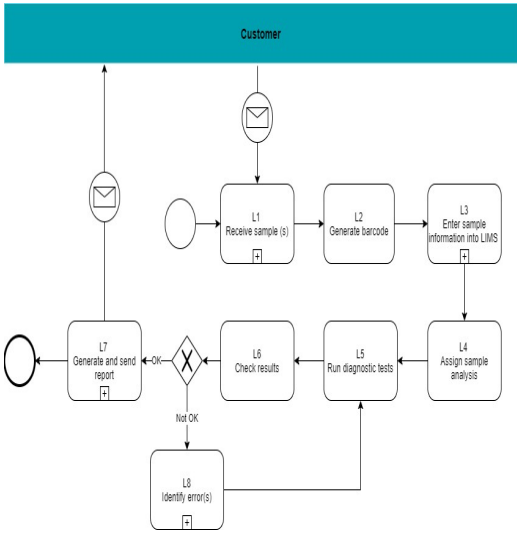 Customer
L1
Receive sample (s)
+
L2
Generate barcode
L3
Enter sample
information into LIMS
+
L7
Generate and send
report
+
OK
X
L6
Check results
L5
Run diagnostic tests
L4
Assign sample
analysis
Not OK
L8
Identify error(s)
+